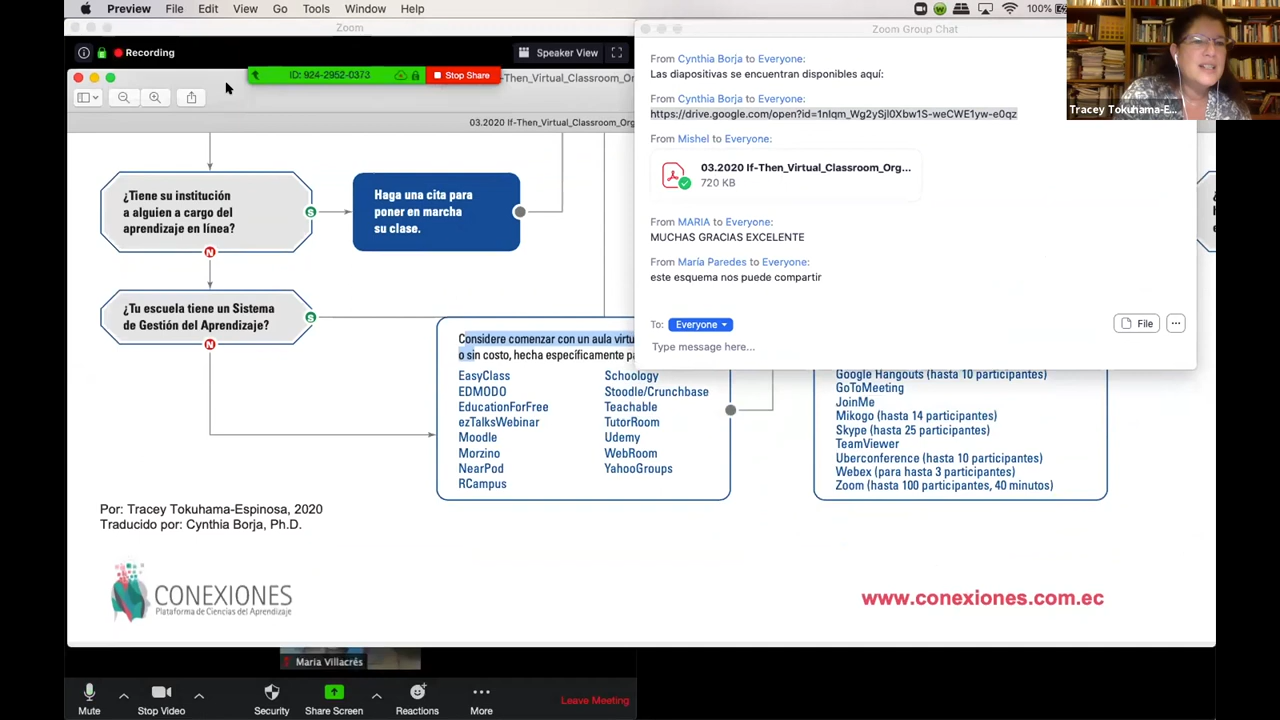 Preview File Edit View Go Tools Window Help
100%
Zoom
Recording
Speaker View
ID: 924-2952-0373
Stop Share
-Then_Virtual_Classroom_Or
03.2020 If-Then_Virtual_Classroom_Org
¿Tiene su institución
a alguien a cargo del
aprendizaje en línea?
S
N
Haga una cita para
poner en marcha
su clase.
¿Tu escuela tiene un Sistema
de Gestión del Aprendizaje?
S
N
Considere comenzar con un aula virtu
o sin costo, hecha específicamente p
EasyClass
EDMODO
EducationForFree
ezTalksWebinar
Moodle
Morzino
NearPod
RCampus
Schoology
Stoodle/Crunchbase
Teachable
TutorRoom
Udemy
WebRoom
YahooGroups
Google Hangouts (hasta 10 participantes)
GoToMeeting
JoinMe
Mikogo (hasta 14 participantes)
Skype (hasta 25 participantes)
TeamViewer
Uberconference (hasta 10 participantes)
Webex (para hasta 3 participantes)
Zoom (hasta 100 participantes, 40 minutos)
Por: Tracey Tokuhama-Espinosa, 2020
Traducido por: Cynthia Borja, Ph.D.
CONEXIONES
Plataforma de Ciencias del Aprendizaje
www.conexiones.com.ec
Zoom Group Chat
From Cynthia Borja to Everyone:
Las diapositivas se encuentran disponibles aquí:
From Cynthia Borja to Everyone:
https://drive.google.com/open?id=1nlqm_Wg2ySjl0Xbw1S-weCWE1yw-e0qz
From Mishel to Everyone:
03.2020 If-Then_Virtual_Classroom_Org...
720 KB
From MARIA to Everyone:
MUCHAS GRACIAS EXCELENTE
From María Paredes to Everyone:
este esquema nos puede compartir
To: Everyone
File
Type message here...
Tracey Tokuhama-E...
Maria Villacrés
Mute
Stop Video
Security
Share Screen
Reactions
More
Leave Meeting